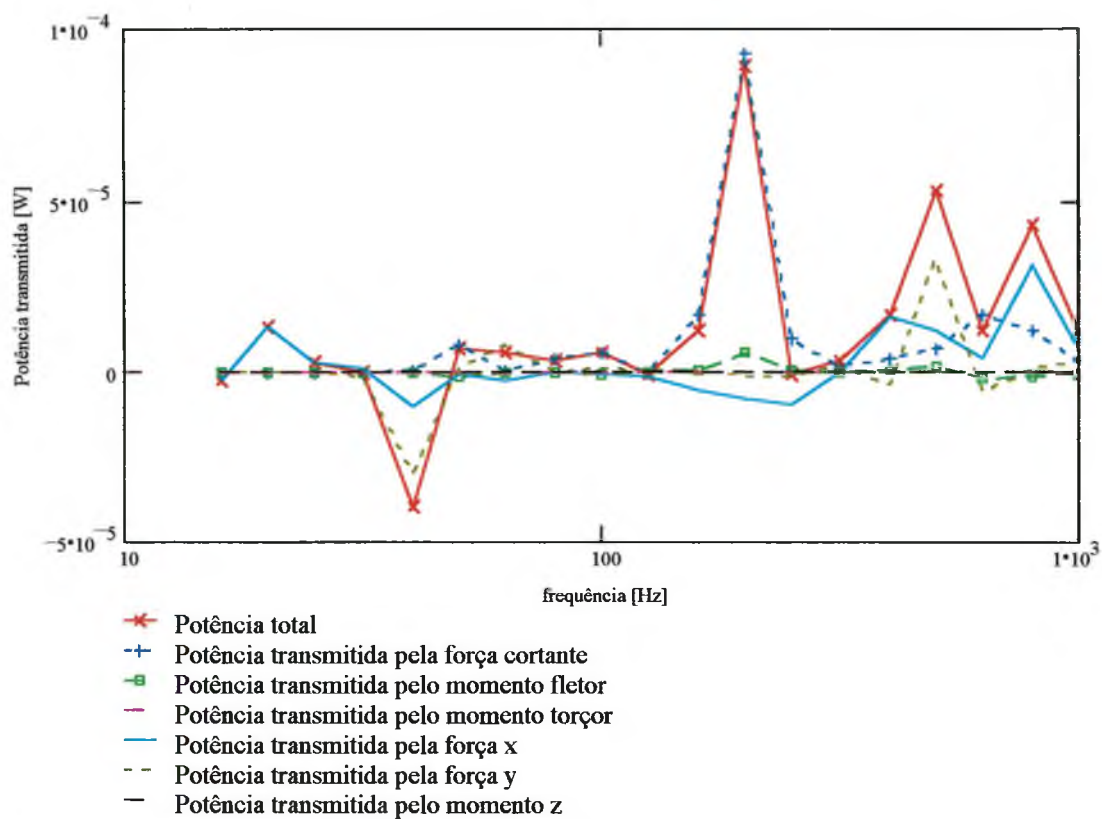 1•10⁻⁴
5•10⁻⁵
0
−5•10⁻⁵
Potência transmitida [W]
10
100
1•10³
frequência [Hz]
Potência total
Potência transmitida pela força cortante
Potência transmitida pelo momento fletor
Potência transmitida pelo momento torçor
Potência transmitida pela força x
Potência transmitida pela força y
Potência transmitida pelo momento z